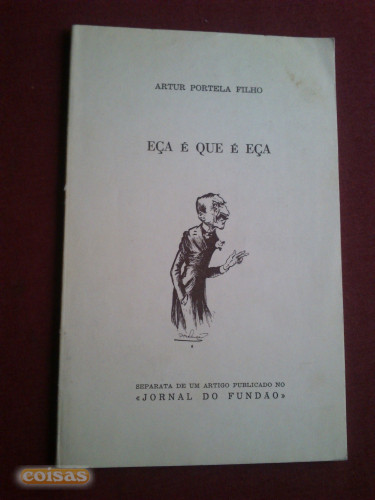 ARTUR PORTELA FILHO
EÇA É QUE É EÇA
SEPARATA DE UM ARTIGO PUBLICADO NO
«JORNAL DO FUNDÃO»
coisas